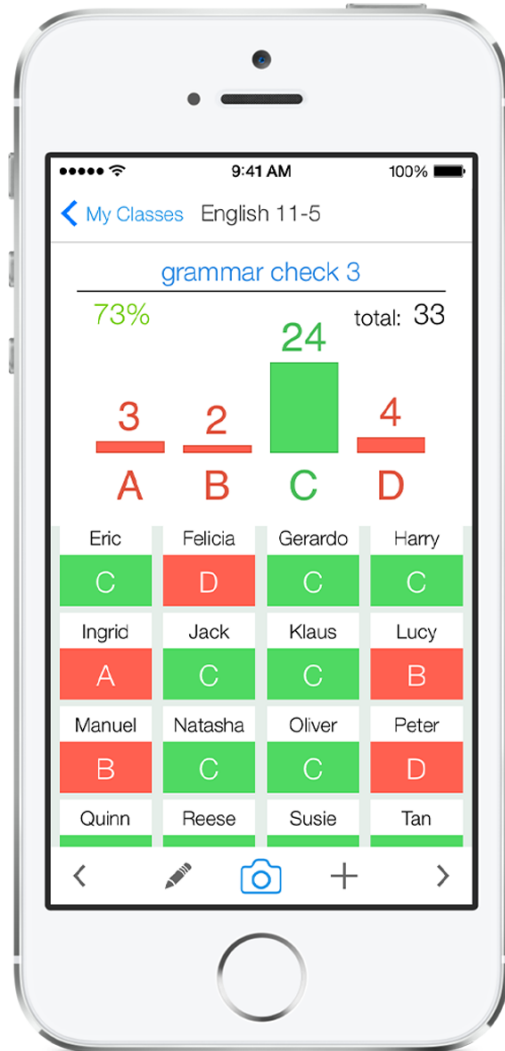 9:41 AM 100%
My Classes English 11-5
grammar check 3
73% total: 33
3 2 24 4
A B C D
Eric Felicia Gerardo Harry
C D C C
Ingrid Jack Klaus Lucy
A C C B
Manuel Natasha Oliver Peter
B C C D
Quinn Reese Susie Tan